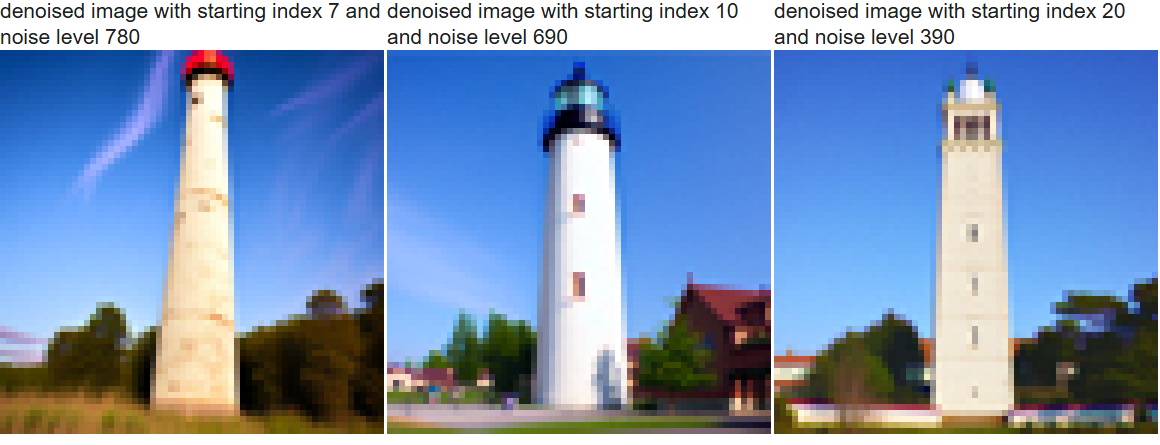 denoised image with starting index 7 and
noise level 780
denoised image with starting index 10
and noise level 690
denoised image with starting index 20
and noise level 390